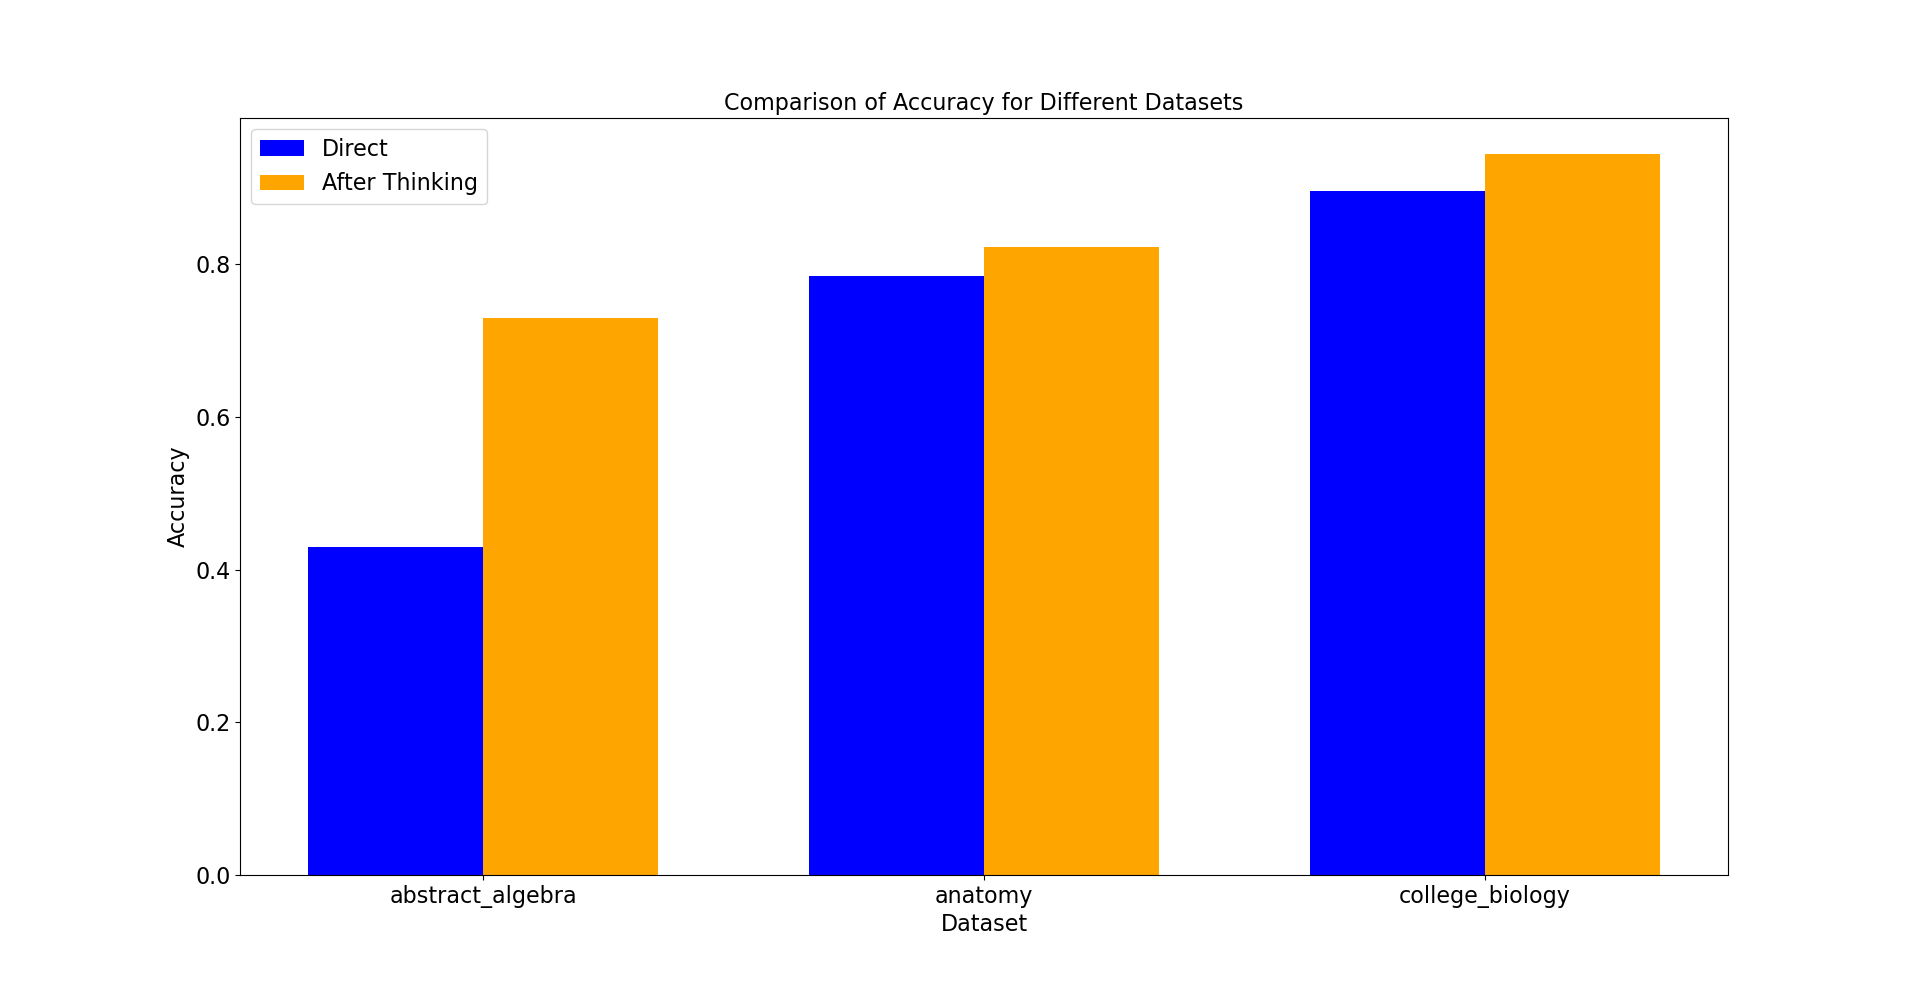 Comparison of Accuracy for Different Datasets
Direct
After Thinking
0.8
0.6
0.4
0.2
0.0
Accuracy
abstract_algebra
anatomy
college_biology
Dataset